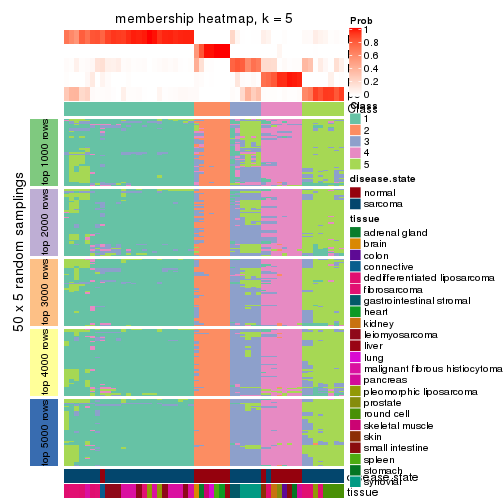 membership heatmap, k = 5
50 x 5 random samplings
top 1000 rows
top 2000 rows
top 3000 rows
top 4000 rows
top 5000 rows
Prob
1
0.8
0.6
0.4
0.2
0
Class
Class
1
2
3
4
5
disease.state
normal
sarcoma
tissue
adrenal gland
brain
colon
connective
dedifferentiated liposarcoma
fibrosarcoma
gastrointestinal stromal
heart
kidney
leiomyosarcoma
liver
lung
malignant fibrous histiocytoma
pancreas
pleomorphic liposarcoma
prostate
round cell
skeletal muscle
skin
small intestine
spleen
stomach
synovial
disease.state
tissue